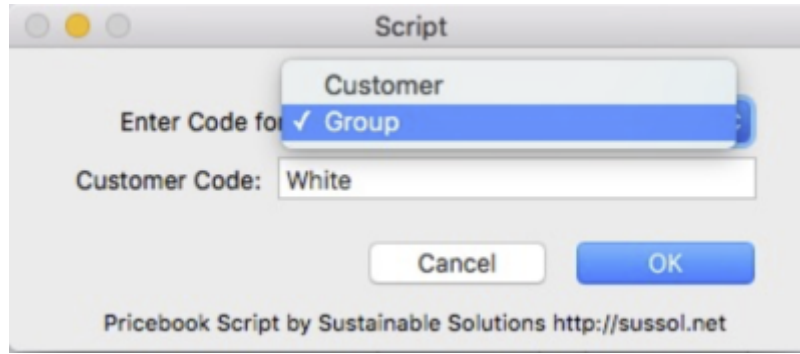 Script
Customer
Enter Code fo
✓ Group
Customer Code: White
Cancel OK
Pricebook Script by Sustainable Solutions http://sussol.net